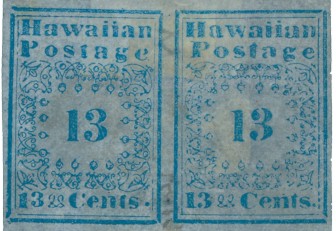 Hawaiian
Postage
13
13 Cents.
Hawaiian
Postage
13
13 Cents.